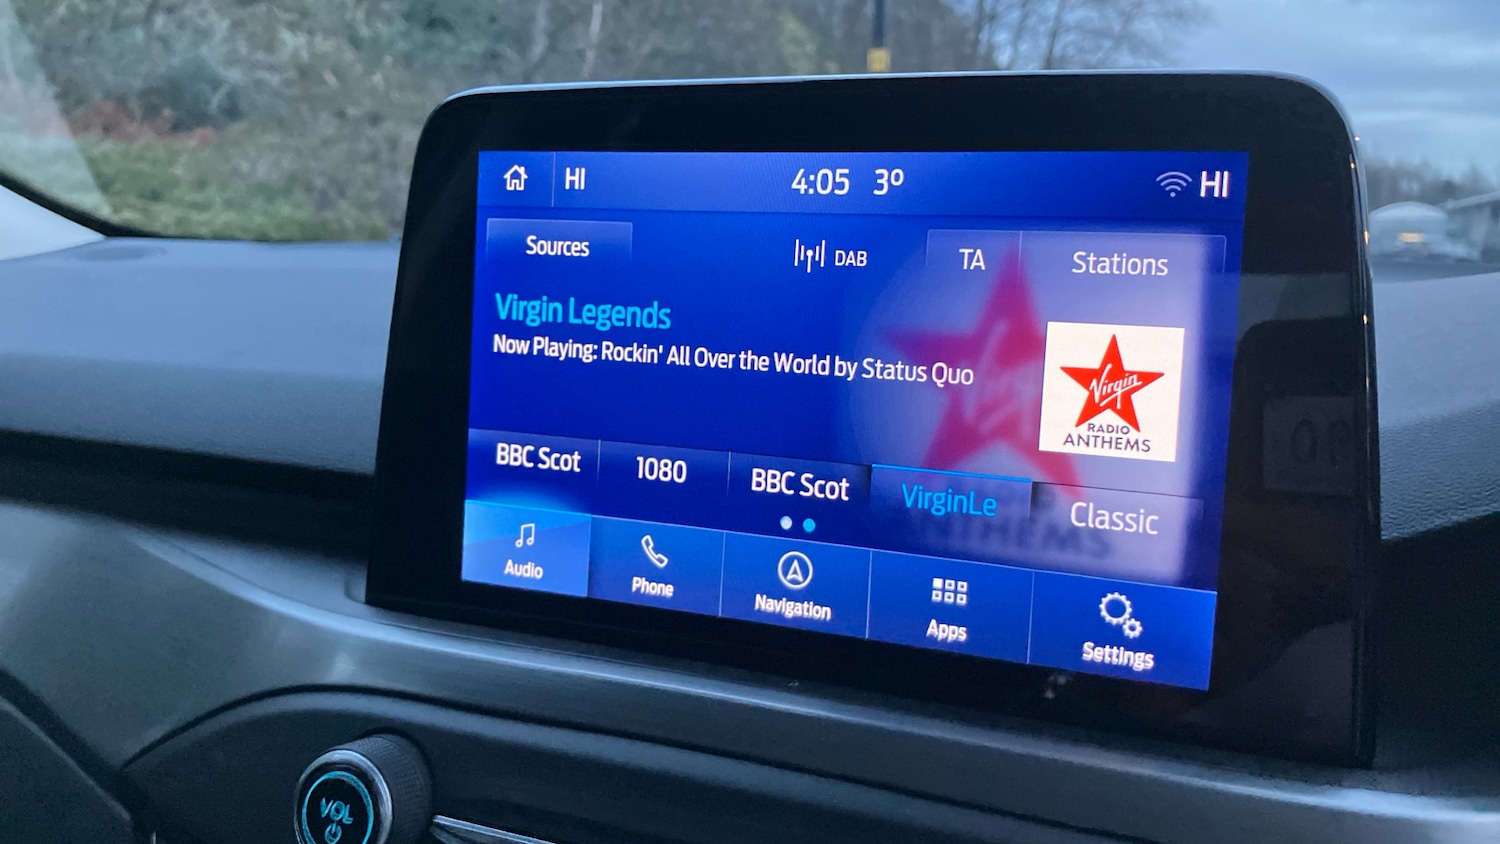 HI 4:05 3º HI
Sources DAB TA Stations
Virgin Legends
Now Playing: Rockin' All Over the World by Status Quo
Virgin
RADIO
ANTHEMS
BBC Scot 1080 BBC Scot VirginLe Classic
Audio Phone Navigation Apps Settings
VOL